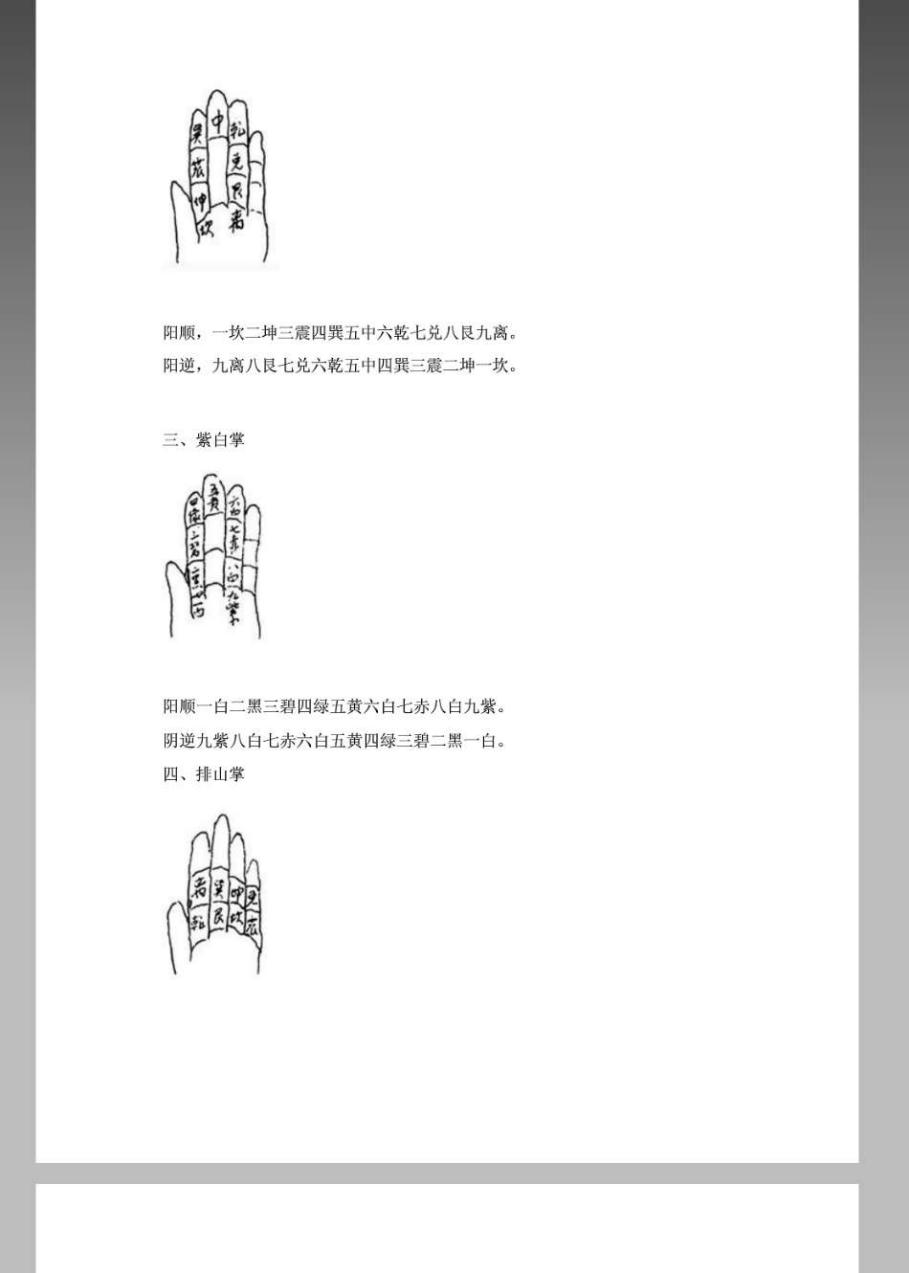 中
巽 乾
震 兑
坤 艮
坎 离
阳顺，一坎二坤三震四巽五中六乾七兑八艮九离。
阳逆，九离八艮七兑六乾五中四巽三震二坤一坎。
三、紫白掌
五黄
四绿 六白
三碧 七赤
二黑 八白
一白 九紫
阳顺一白二黑三碧四绿五黄六白七赤八白九紫。
阴逆九紫八白七赤六白五黄四绿三碧二黑一白。
四、排山掌
离 巽 坤 兑
乾 艮 坎 震